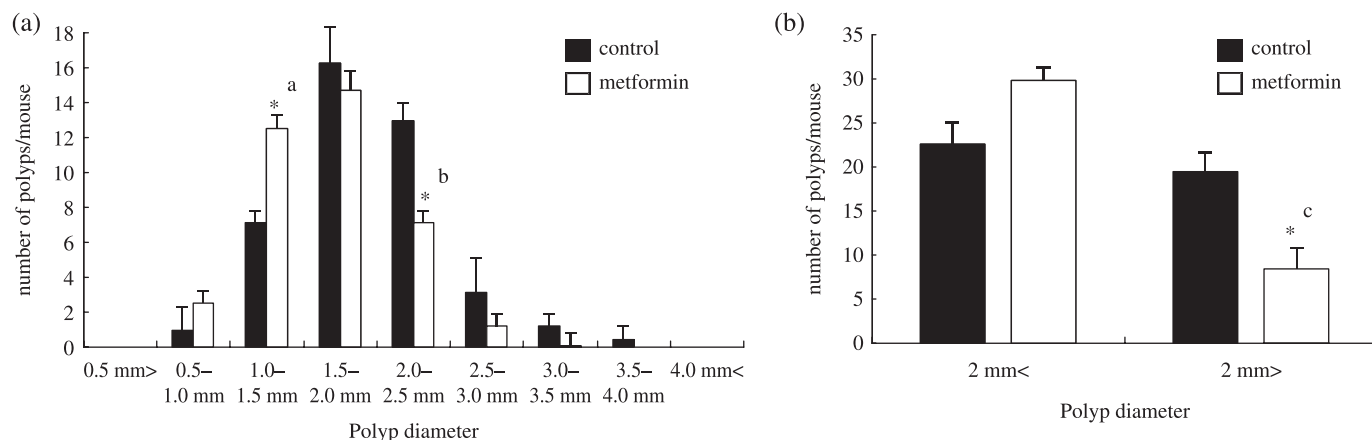 (a)
18
16
14
12
10
8
6
4
2
0
number of polyps/mouse
control
metformin
* a
* b
0.5 mm> 0.5– 1.0– 1.5– 2.0– 2.5– 3.0– 3.5– 4.0 mm<
1.0 mm 1.5 mm 2.0 mm 2.5 mm 3.0 mm 3.5 mm 4.0 mm
Polyp diameter
(b)
35
30
25
20
15
10
5
0
number of polyps/mouse
control
metformin
* c
2 mm< 2 mm>
Polyp diameter